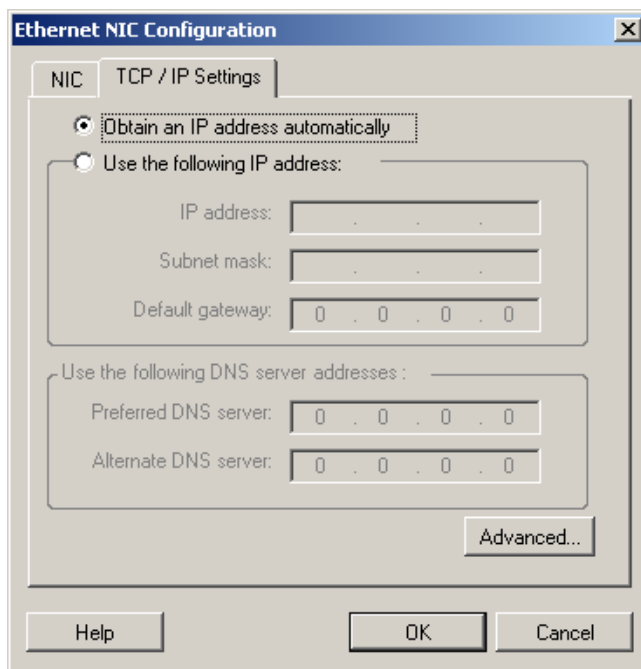 Ethernet NIC Configuration
NIC
TCP / IP Settings
Obtain an IP address automatically
Use the following IP address:
IP address: . . .
Subnet mask: . . .
Default gateway: 0 . 0 . 0 . 0
Use the following DNS server addresses :
Preferred DNS server: 0 . 0 . 0 . 0
Alternate DNS server: 0 . 0 . 0 . 0
Advanced...
Help
OK
Cancel